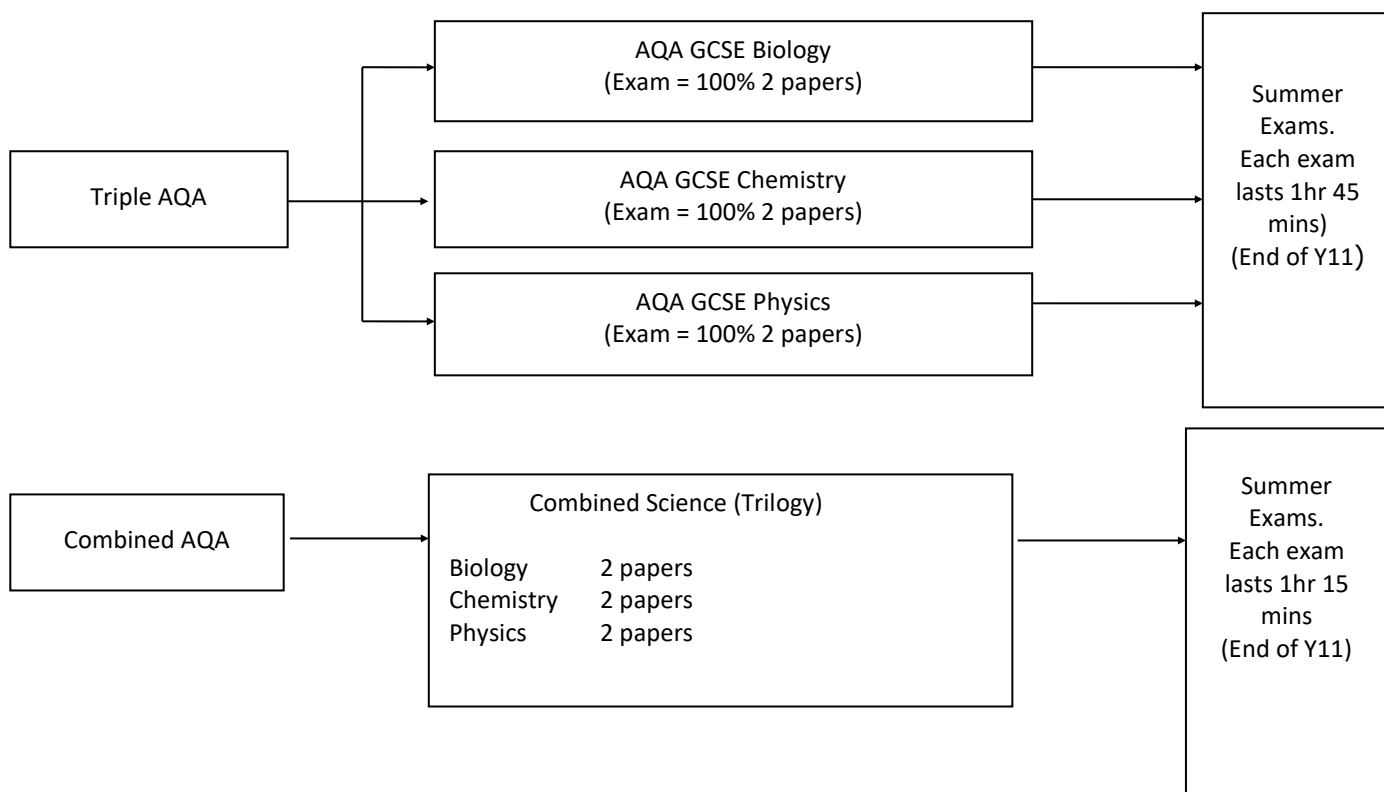 Triple AQA
AQA GCSE Biology
(Exam = 100% 2 papers)
AQA GCSE Chemistry
(Exam = 100% 2 papers)
AQA GCSE Physics
(Exam = 100% 2 papers)
Summer
Exams.
Each exam
lasts 1hr 45
mins)
(End of Y11)
Combined AQA
Combined Science (Trilogy)
Biology 2 papers
Chemistry 2 papers
Physics 2 papers
Summer
Exams.
Each exam
lasts 1hr 15
mins
(End of Y11)